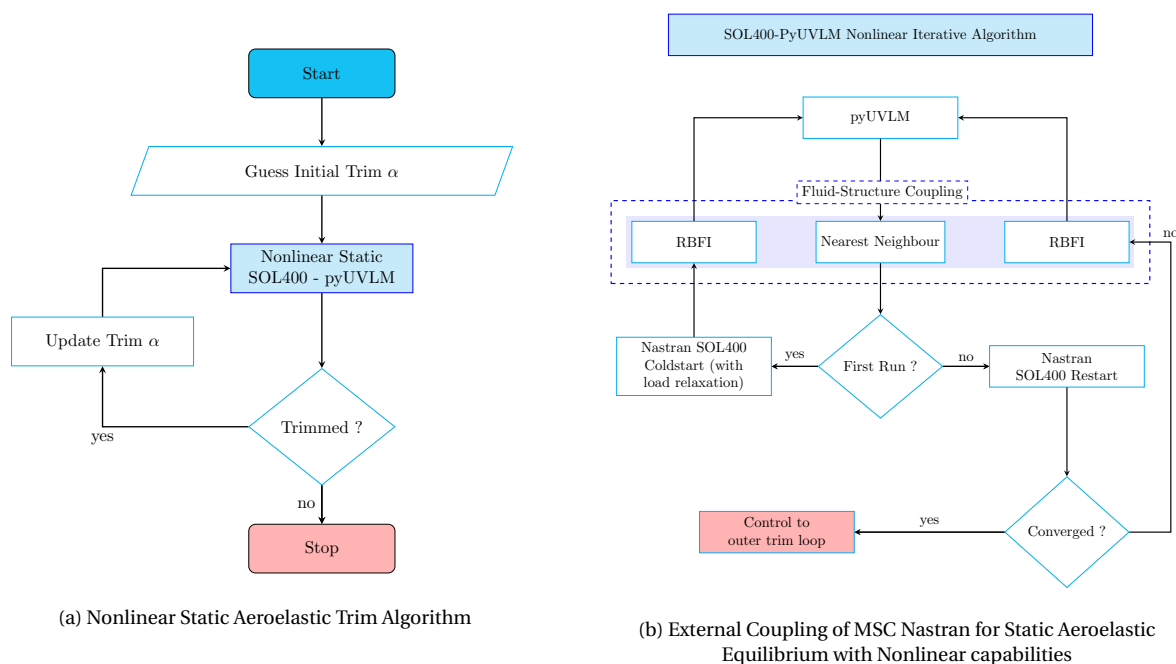 Start
Guess Initial Trim α
Nonlinear Static
SOL400 - pyUVLM
Update Trim α
Trimmed ?
yes
no
Stop
(a) Nonlinear Static Aeroelastic Trim Algorithm
SOL400-PyUVLM Nonlinear Iterative Algorithm
pyUVLM
Fluid-Structure Coupling
RBFI
Nearest Neighbour
RBFI
no
Nastran SOL400
Coldstart (with
load relaxation)
yes
First Run ?
no
Nastran
SOL400 Restart
Control to
outer trim loop
yes
Converged ?
(b) External Coupling of MSC Nastran for Static Aeroelastic
Equilibrium with Nonlinear capabilities